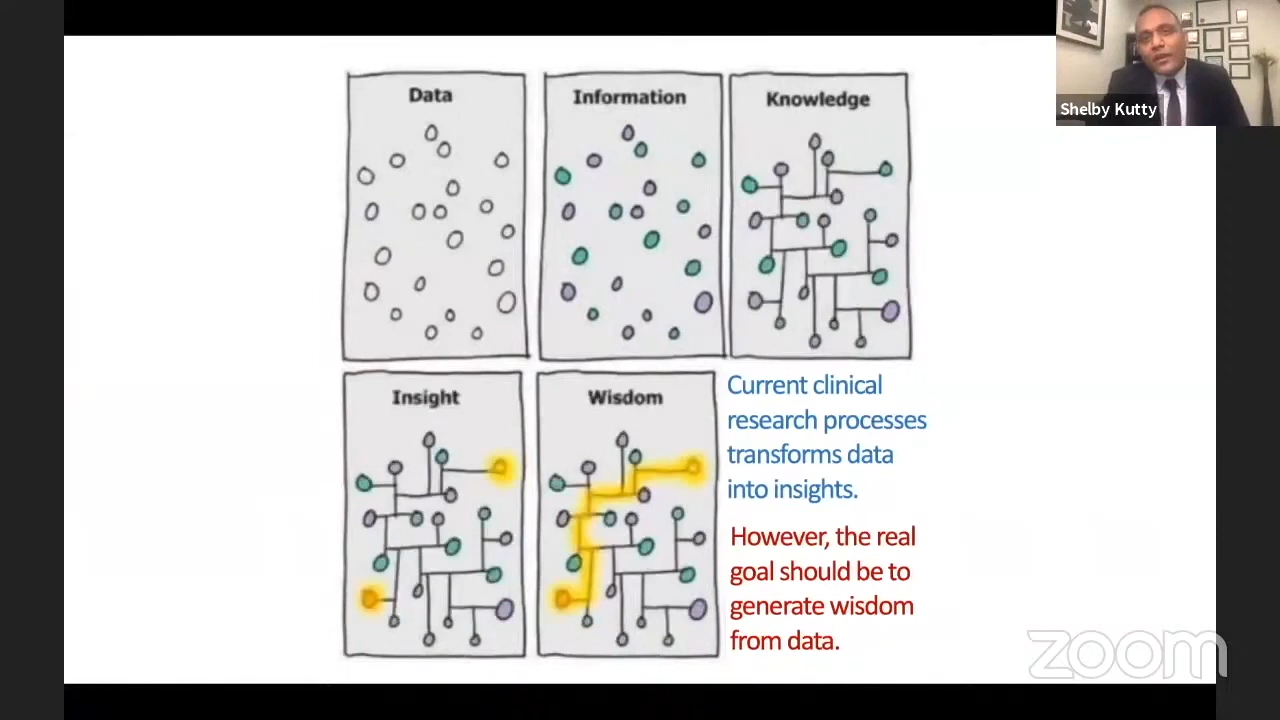 Data
Information
Knowledge
Shelby Kutty
Insight
Wisdom
Current clinical
research processes
transforms data
into insights.
However, the real
goal should be to
generate wisdom
from data.
zoom